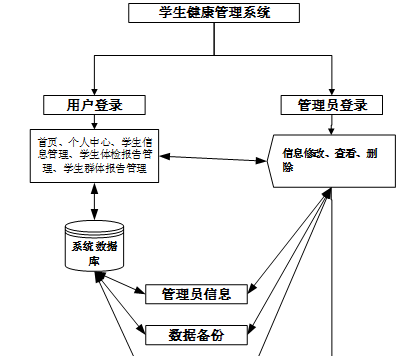 学生健康管理系统
用户登录
管理员登录
首页、个人中心、学生信
息管理、学生体检报告管
理、学生群体报告管理
信息修改、查看、删
除
系统数据
库
管理员信息
数据备份